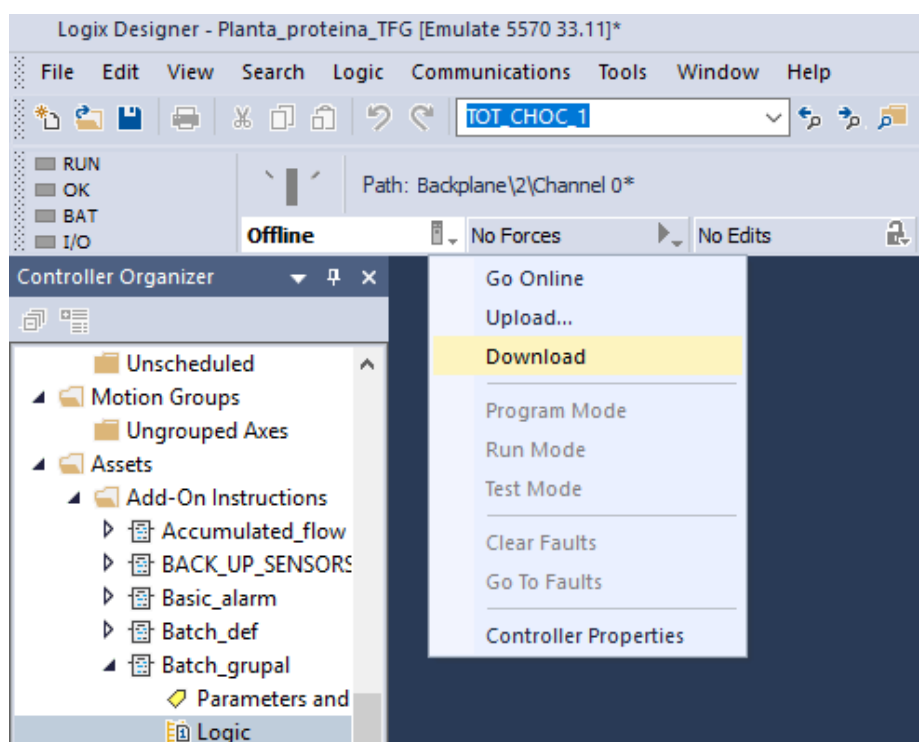 Logix Designer - Planta_proteina_TFG [Emulate 5570 33.11]*
File Edit View Search Logic Communications Tools Window Help
TOT_CHOC_1
RUN
OK
BAT
I/O
Path: Backplane\2\Channel 0*
Offline No Forces No Edits
Controller Organizer
Unscheduled
Motion Groups
Ungrouped Axes
Assets
Add-On Instructions
Accumulated_flow
BACK_UP_SENSORS
Basic_alarm
Batch_def
Batch_grupal
Parameters and
Logic
Go Online
Upload...
Download
Program Mode
Run Mode
Test Mode
Clear Faults
Go To Faults
Controller Properties